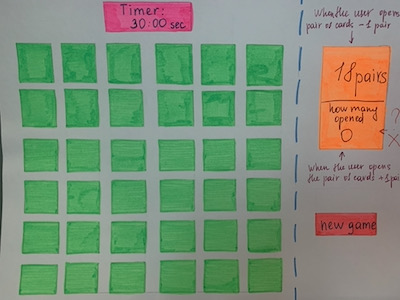 Timer:
30:00 sec
When the user opens
pair of cards - 1 pair
18 pairs
how many
opened
0
?
X
When the user opens
the pair of cards +1 pa
new game